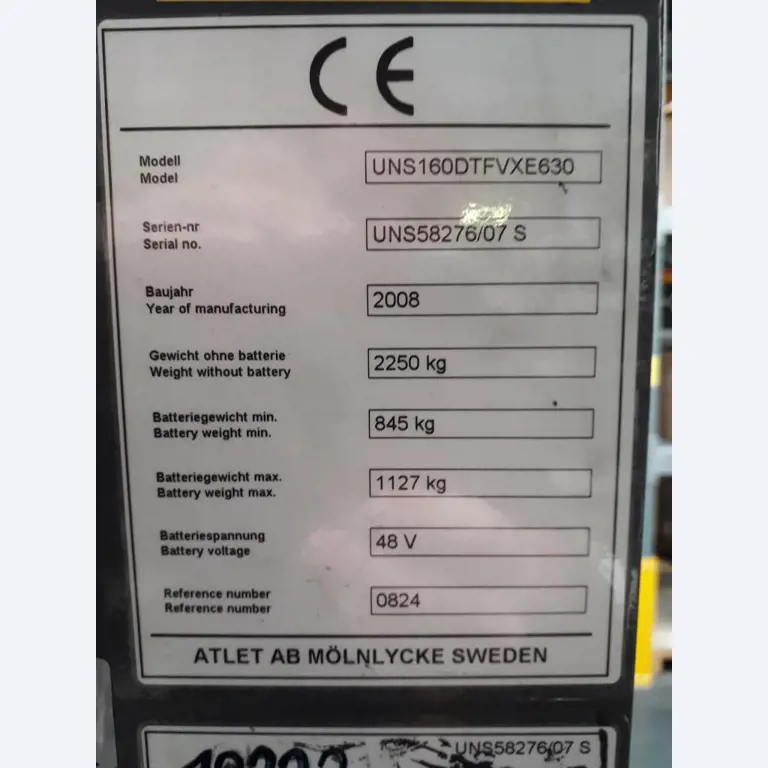 CE
Modell
Model
UNS160DTFVXE630
Serien-nr
Serial no.
UNS58276/07 S
Baujahr
Year of manufacturing
2008
Gewicht ohne batterie
Weight without battery
2250 kg
Batteriegewicht min.
Battery weight min.
845 kg
Batteriegewicht max.
Battery weight max.
1127 kg
Batteriespannung
Battery voltage
48 V
Reference number
Reference number
0824
ATLET AB MÖLNLYCKE SWEDEN
UNS58276/07 S